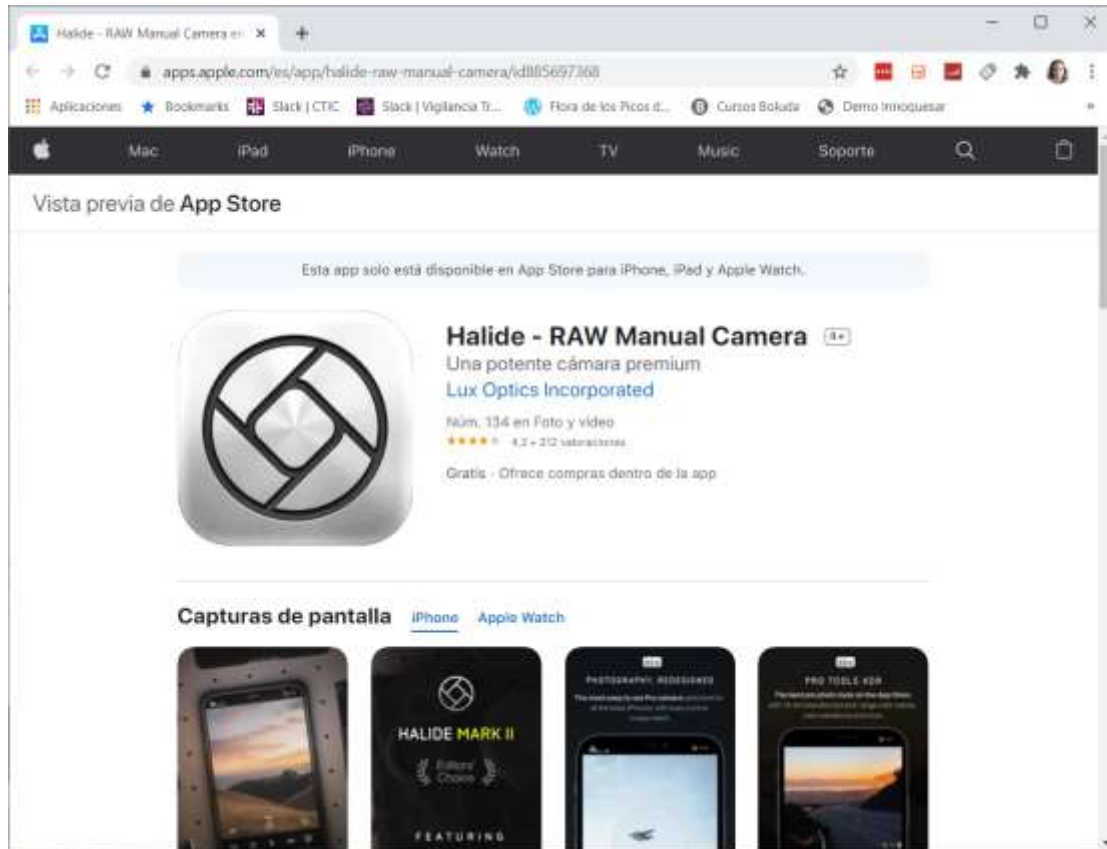 Halide - RAW Manual Camera en
apps.apple.com/es/app/halide-raw-manual-camera/id885697368
Aplicaciones Bookmarks Slack | CTIC Slack | Vigilancia Te... Flora de los Picos d... Cursos Boluda Demo Innoquesar
Mac iPad iPhone Watch TV Music Soporte
Vista previa de App Store
Esta app solo está disponible en App Store para iPhone, iPad y Apple Watch.
Halide - RAW Manual Camera 4+
Una potente cámara premium
Lux Optics Incorporated
Núm. 134 en Foto y vídeo
4,2 • 212 valoraciones
Gratis · Ofrece compras dentro de la app
Capturas de pantalla iPhone Apple Watch
HALIDE MARK II
Editors'
Choice
FEATURING
PHOTOGRAPHY, REDESIGNED
PRO TOOLS XDR